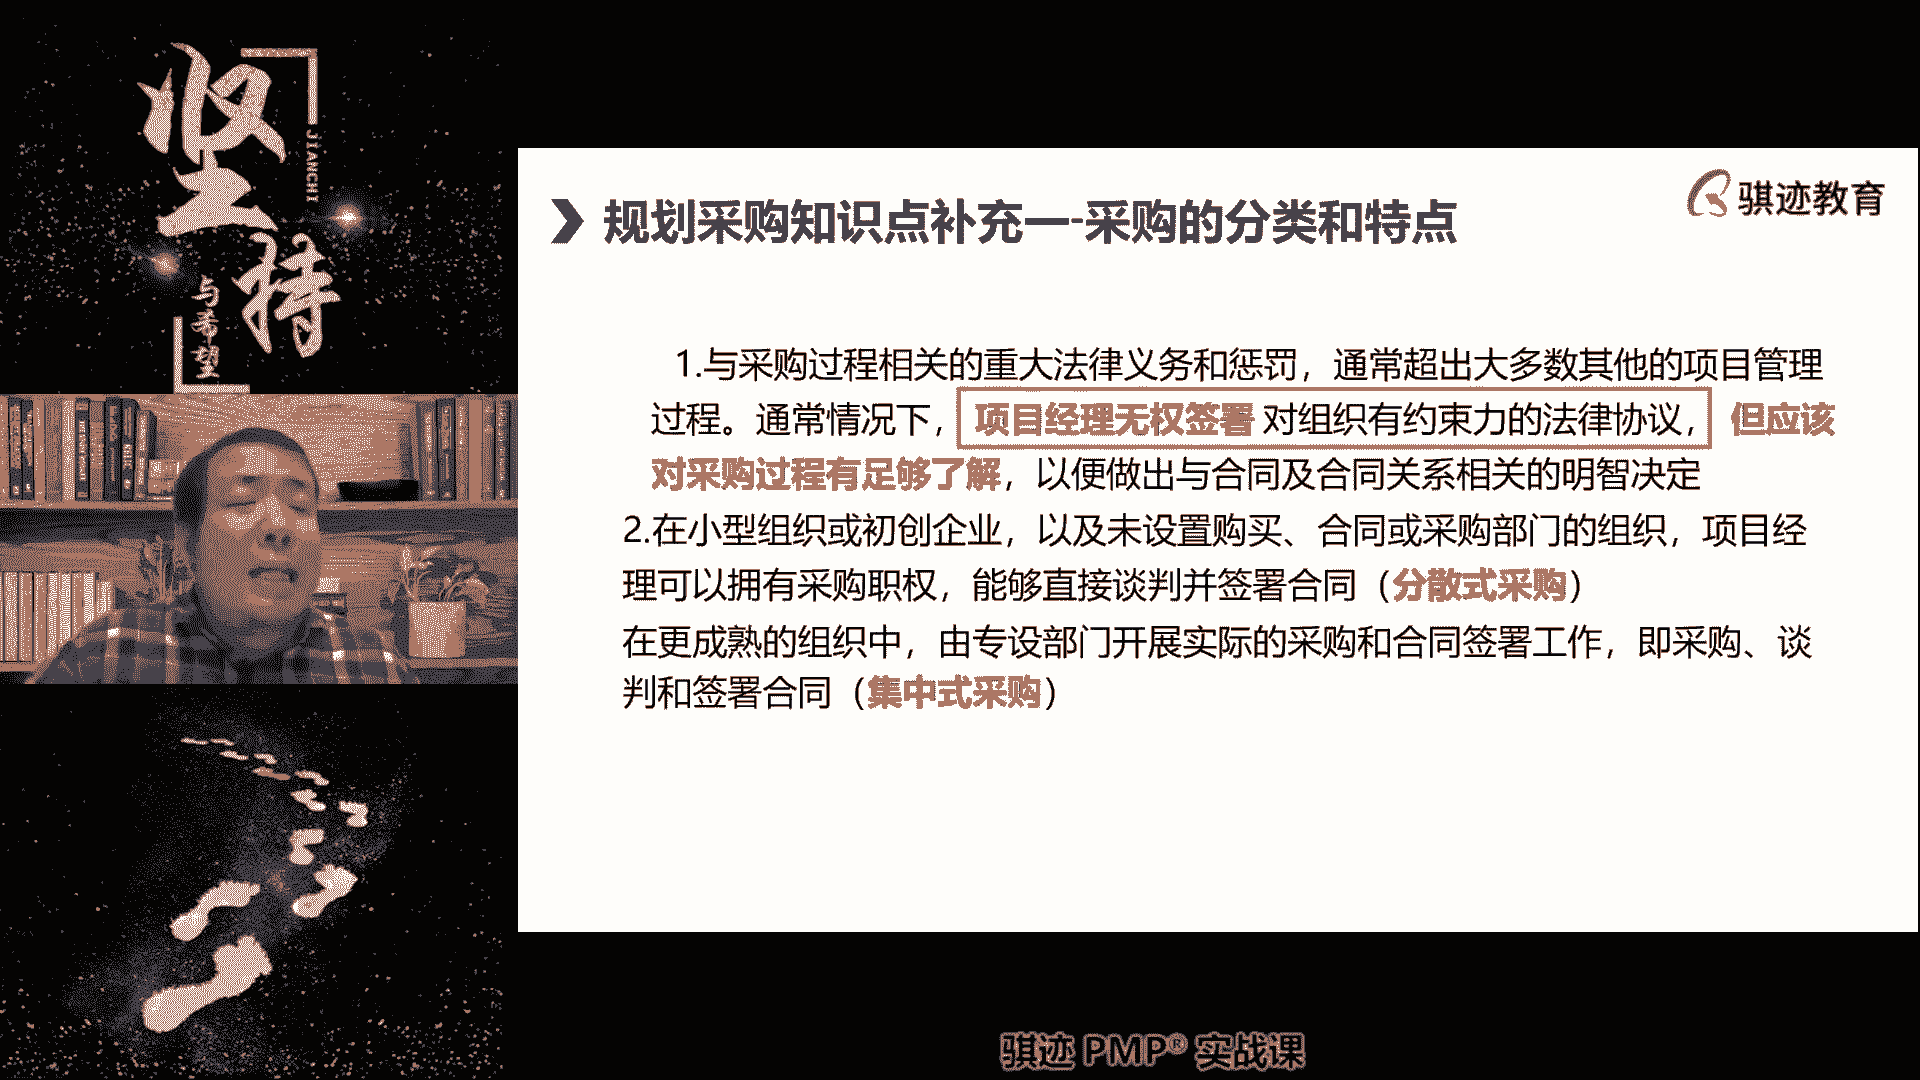 坚持
JIANCHI
与希望
骐迹教育
规划采购知识点补充一-采购的分类和特点
1.与采购过程相关的重大法律义务和惩罚，通常超出大多数其他的项目管理
过程。通常情况下，项目经理无权签署 对组织有约束力的法律协议，但应该
对采购过程有足够了解，以便做出与合同及合同关系相关的明智决定
2.在小型组织或初创企业，以及未设置购买、合同或采购部门的组织，项目经
理可以拥有采购职权，能够直接谈判并签署合同（分散式采购）
在更成熟的组织中，由专设部门开展实际的采购和合同签署工作，即采购、谈
判和签署合同（集中式采购）
骐迹 PMP® 实战课